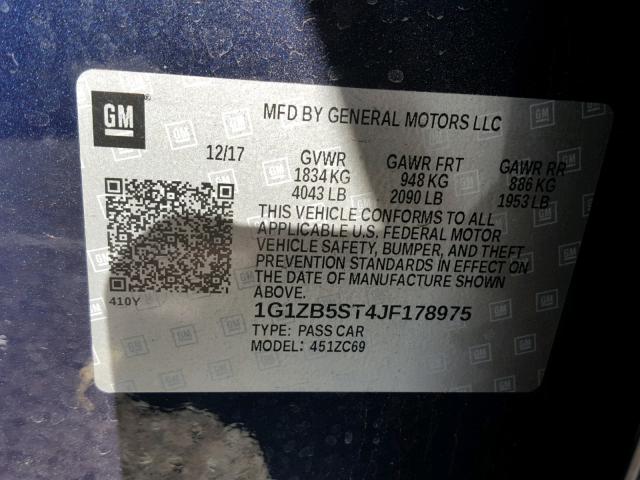 GM
MFD BY GENERAL MOTORS LLC
12/17 GVWR GAWR FRT GAWR RR
1834 KG 948 KG 886 KG
4043 LB 2090 LB 1953 LB
THIS VEHICLE CONFORMS TO ALL
APPLICABLE U.S. FEDERAL MOTOR
VEHICLE SAFETY, BUMPER, AND THEFT
PREVENTION STANDARDS IN EFFECT ON
THE DATE OF MANUFACTURE SHOWN
ABOVE.
410Y
1G1ZB5ST4JF178975
TYPE: PASS CAR
MODEL: 451ZC69